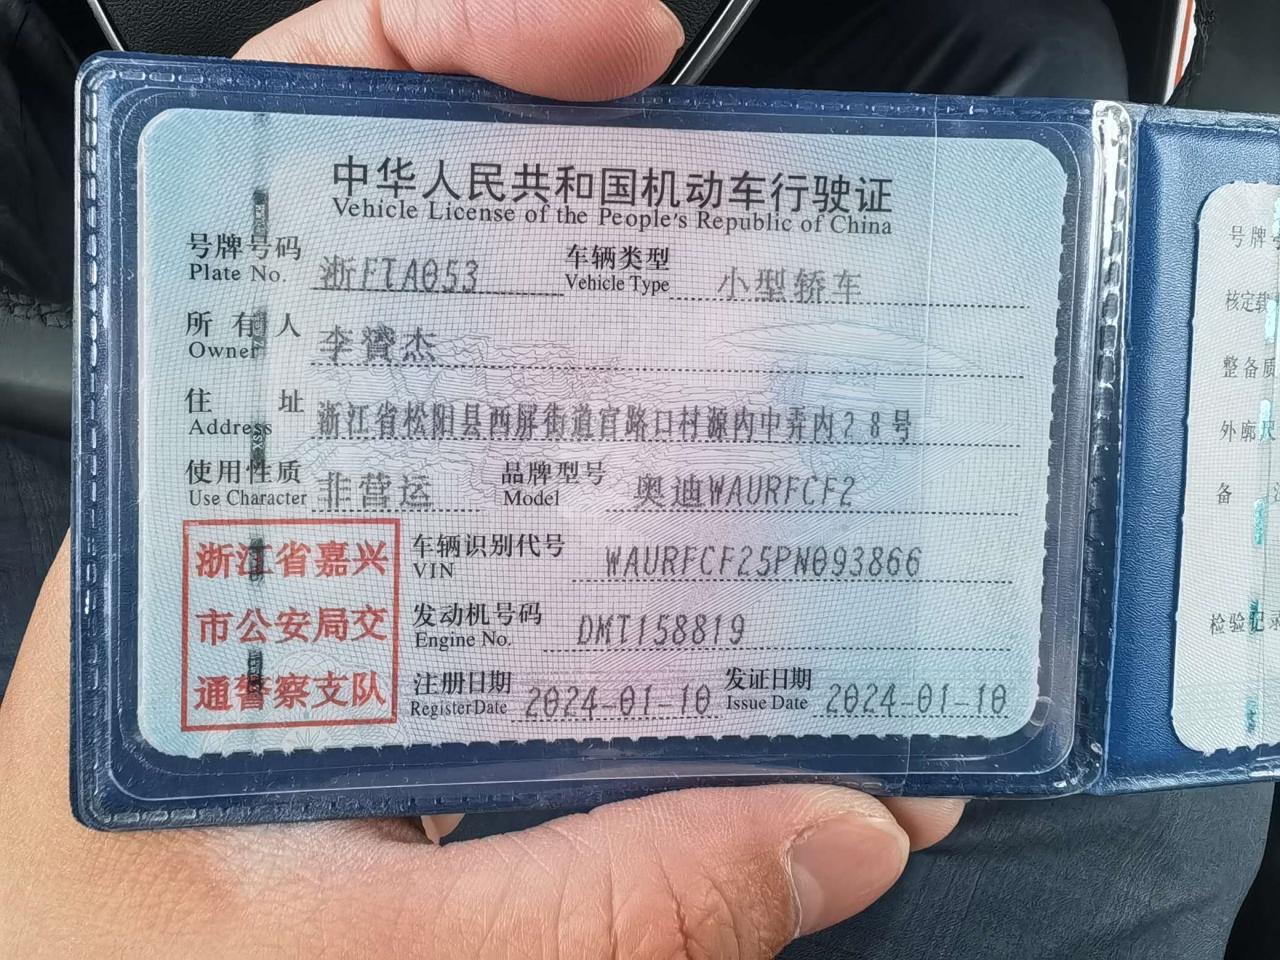 中华人民共和国机动车行驶证
Vehicle License of the People's Republic of China
号牌号码 浙FTA053 车辆类型 小型轿车
Plate No. Vehicle Type
所有人 李赟杰
Owner
住址 浙江省松阳县西屏街道官路口村源内中弄内28号
Address
使用性质 非营运 品牌型号 奥迪WAURFCF2
Use Character Model
浙江省嘉兴
市公安局交
通警察支队
车辆识别代号 WAURFCF25PN093866
VIN
发动机号码 DMT158819
Engine No.
注册日期 2024-01-10 发证日期 2024-01-10
Register Date Issue Date
号牌
核定载
整备质
外廓尺
备
检验记录